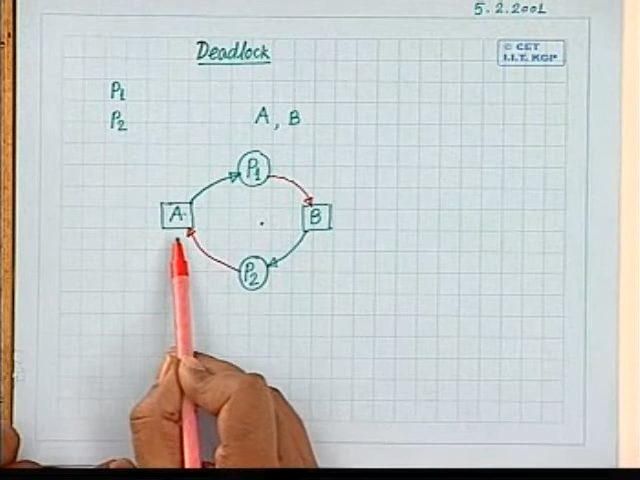 5.2.2001
Deadlock
© CET
I.I.T. KGP
P1
P2
A, B
P1
A
B
P2